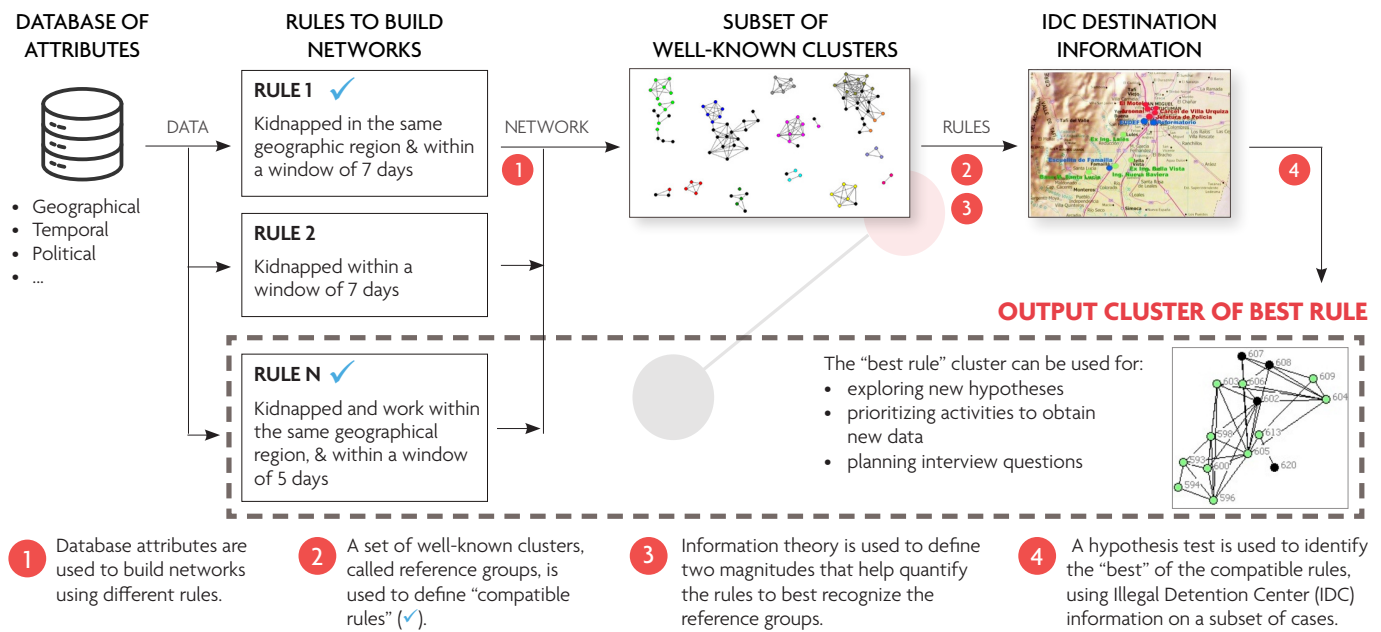 DATABASE OF
ATTRIBUTES
RULES TO BUILD
NETWORKS
SUBSET OF
WELL-KNOWN CLUSTERS
IDC DESTINATION
INFORMATION
DATA
• Geographical
• Temporal
• Political
• ...
RULE 1 ✓
Kidnapped in the same
geographic region & within
a window of 7 days
RULE 2
Kidnapped within a
window of 7 days
RULE N ✓
Kidnapped and work within
the same geographical
region, & within a window
of 5 days
NETWORK
1
RULES
2
3
4
OUTPUT CLUSTER OF BEST RULE
The “best rule” cluster can be used for:
• exploring new hypotheses
• prioritizing activities to obtain
new data
• planning interview questions
607
608
603
606
609
602
604
598
613
605
593
600
620
594
596
1 Database attributes are
used to build networks
using different rules.
2 A set of well-known clusters,
called reference groups, is
used to define “compatible
rules” (✓).
3 Information theory is used to define
two magnitudes that help quantify
the rules to best recognize the
reference groups.
4 A hypothesis test is used to identify
the “best” of the compatible rules,
using Illegal Detention Center (IDC)
information on a subset of cases.